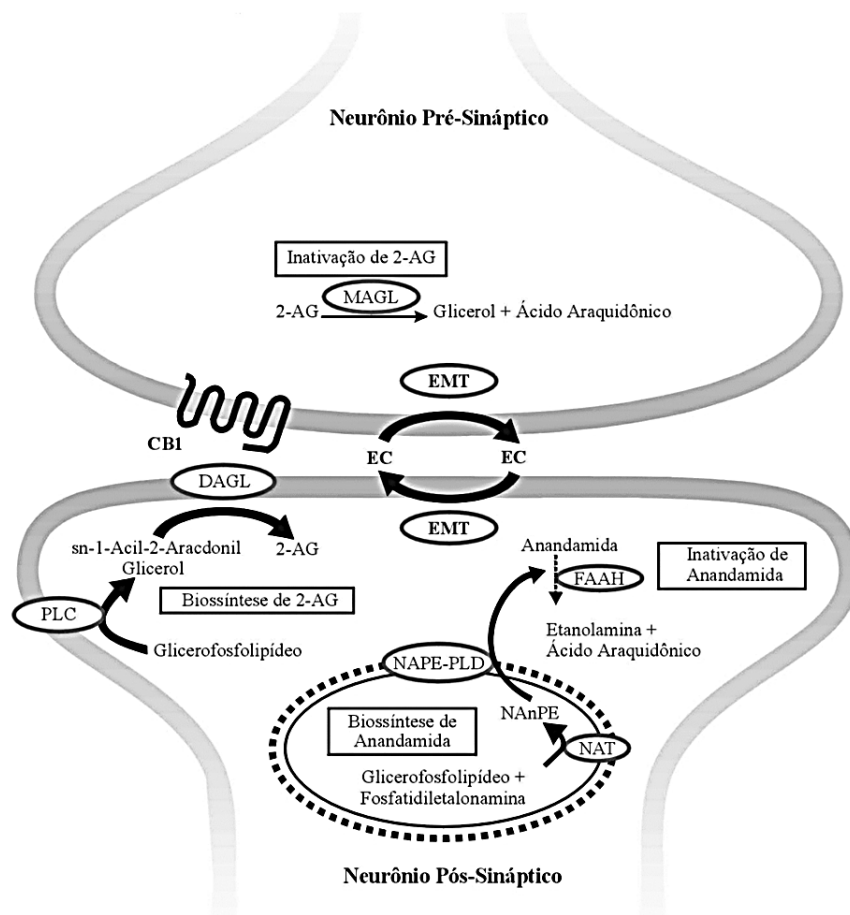 Neurônio Pré-Sináptico
Inativação de 2-AG
MAGL
2-AG
Glicerol + Ácido Araquidônico
EMT
CB1
EC
EC
DAGL
EMT
sn-1-Acil-2-Aracdonil
Glicerol
2-AG
Anandamida
Inativação de
Anandamida
FAAH
Biossíntese de 2-AG
PLC
Glicerofosfolipídeo
Etanolamina +
Ácido Araquidônico
NAPE-PLD
NAnPE
Biossíntese de
Anandamida
NAT
Glicerofosfolipídeo +
Fosfatidiletalonamina
Neurônio Pós-Sináptico